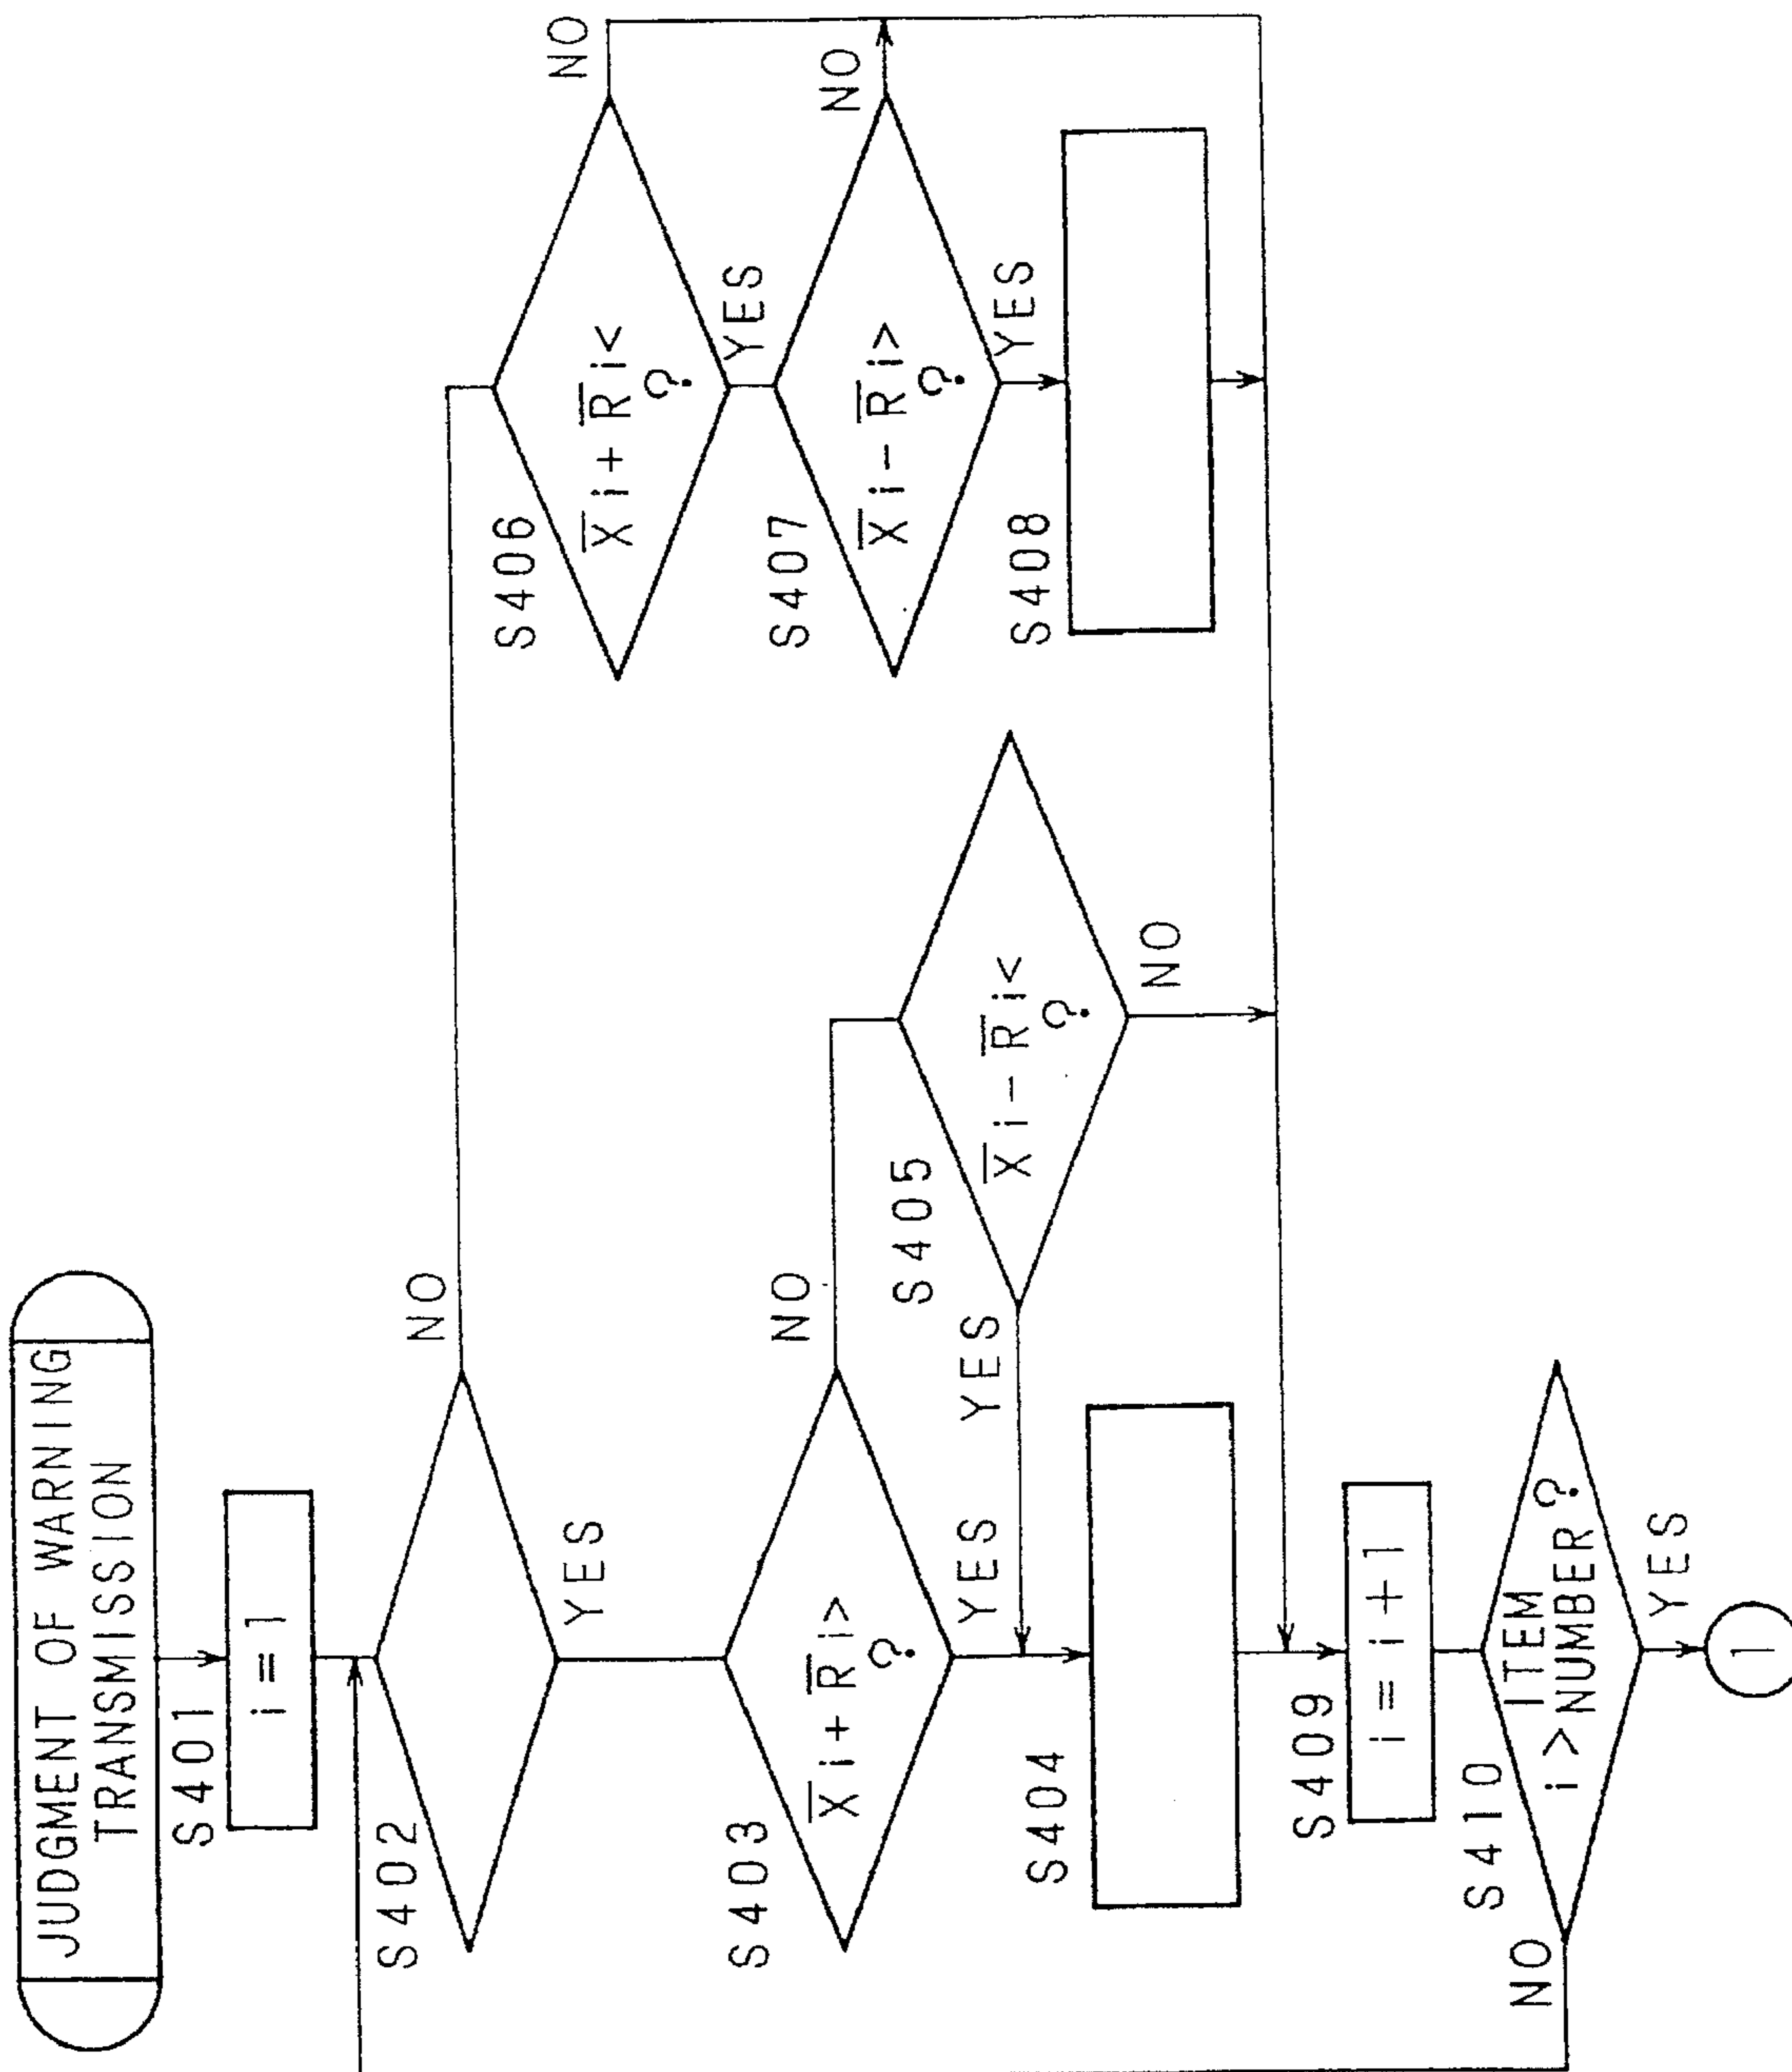 JUDGMENT OF WARNING
TRANSMISSION
S401
i = 1
S402
NO
YES
S403
X̅i + R̅i>
?
NO
YES
S405
X̅i - R̅i<
?
YES
NO
S404
S406
X̅i + R̅i<
?
NO
YES
S407
X̅i - R̅i>
?
NO
YES
S408
S409
i = i + 1
S410
ITEM
i > NUMBER ?
NO
YES
1